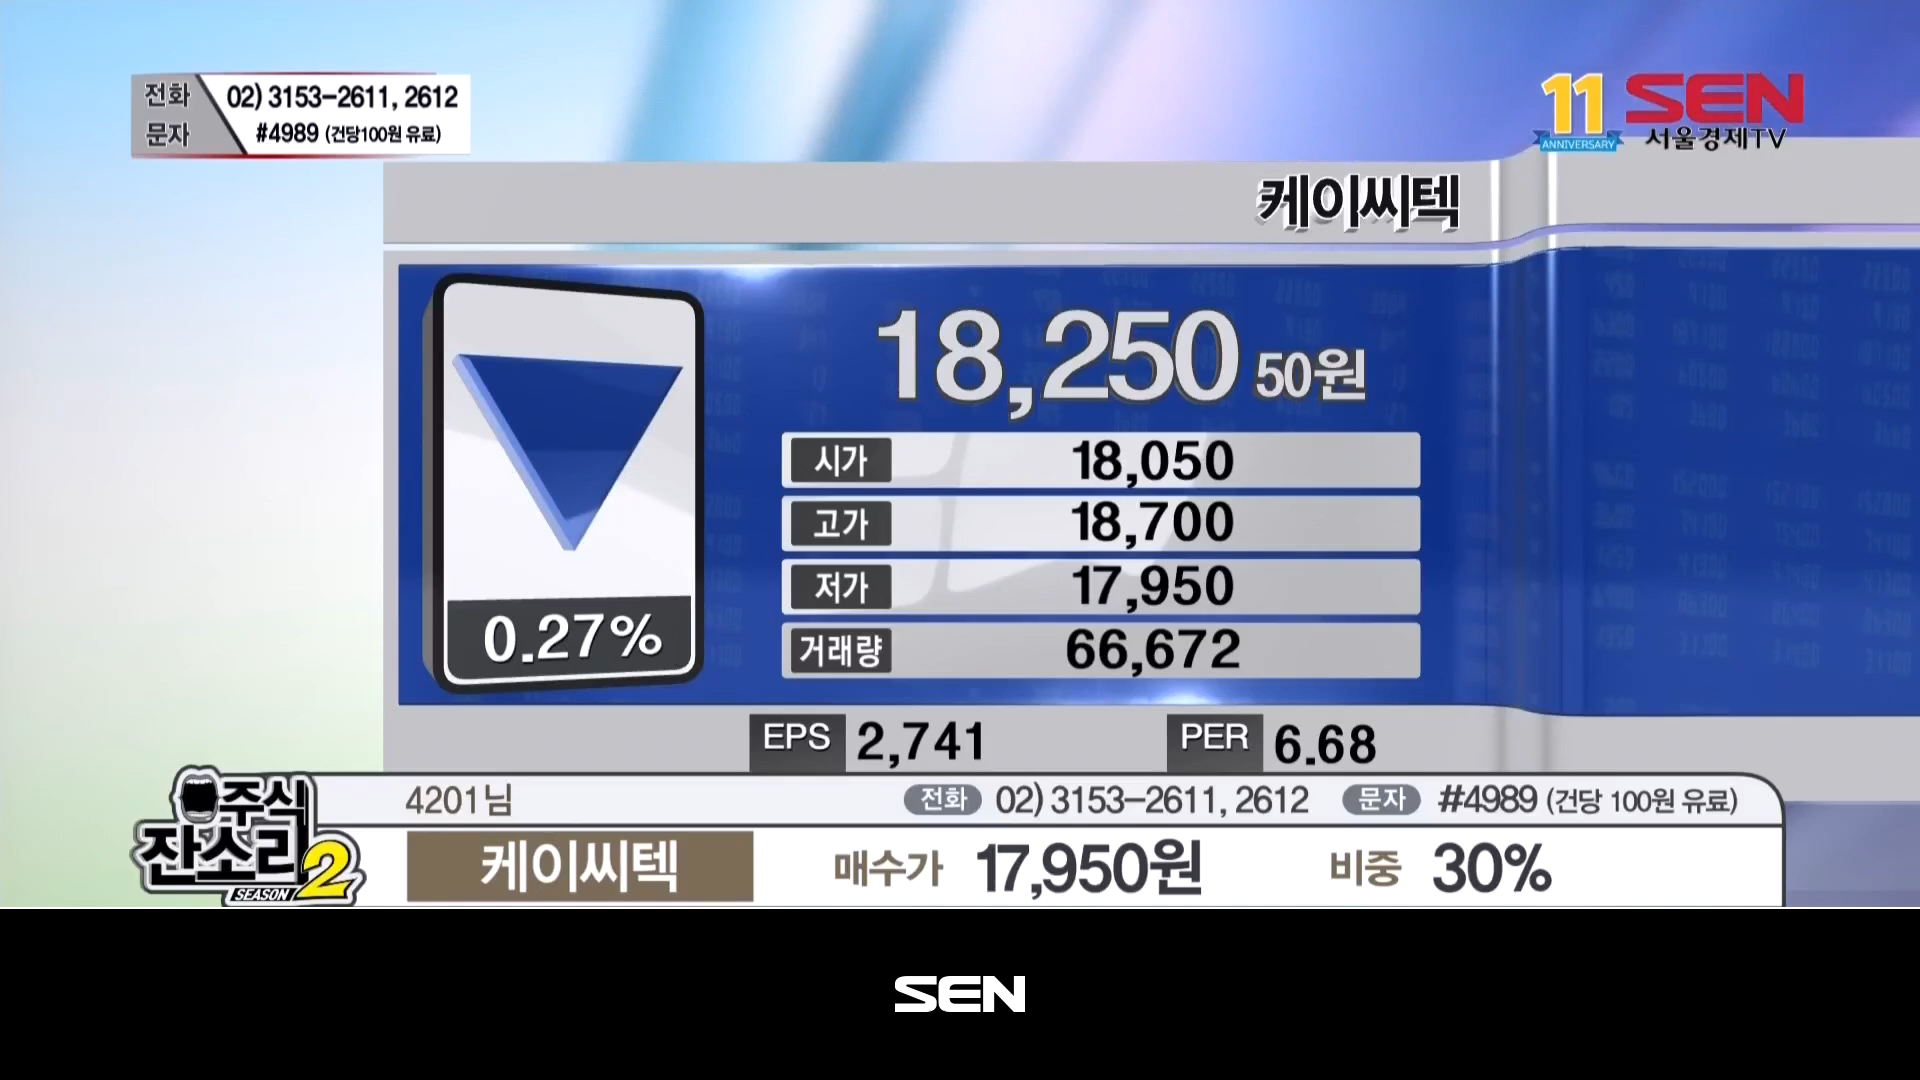 전화 02) 3153-2611, 2612
문자 #4989 (건당100원 유료)
11 SEN
ANNIVERSARY 서울경제TV
케이씨텍
18,250 50원
시가 18,050
고가 18,700
저가 17,950
거래량 66,672
0.27%
EPS 2,741 PER 6.68
주식
잔소리2
SEASON
4201님 전화 02) 3153-2611, 2612 문자 #4989 (건당 100원 유료)
케이씨텍 매수가 17,950원 비중 30%
SEN